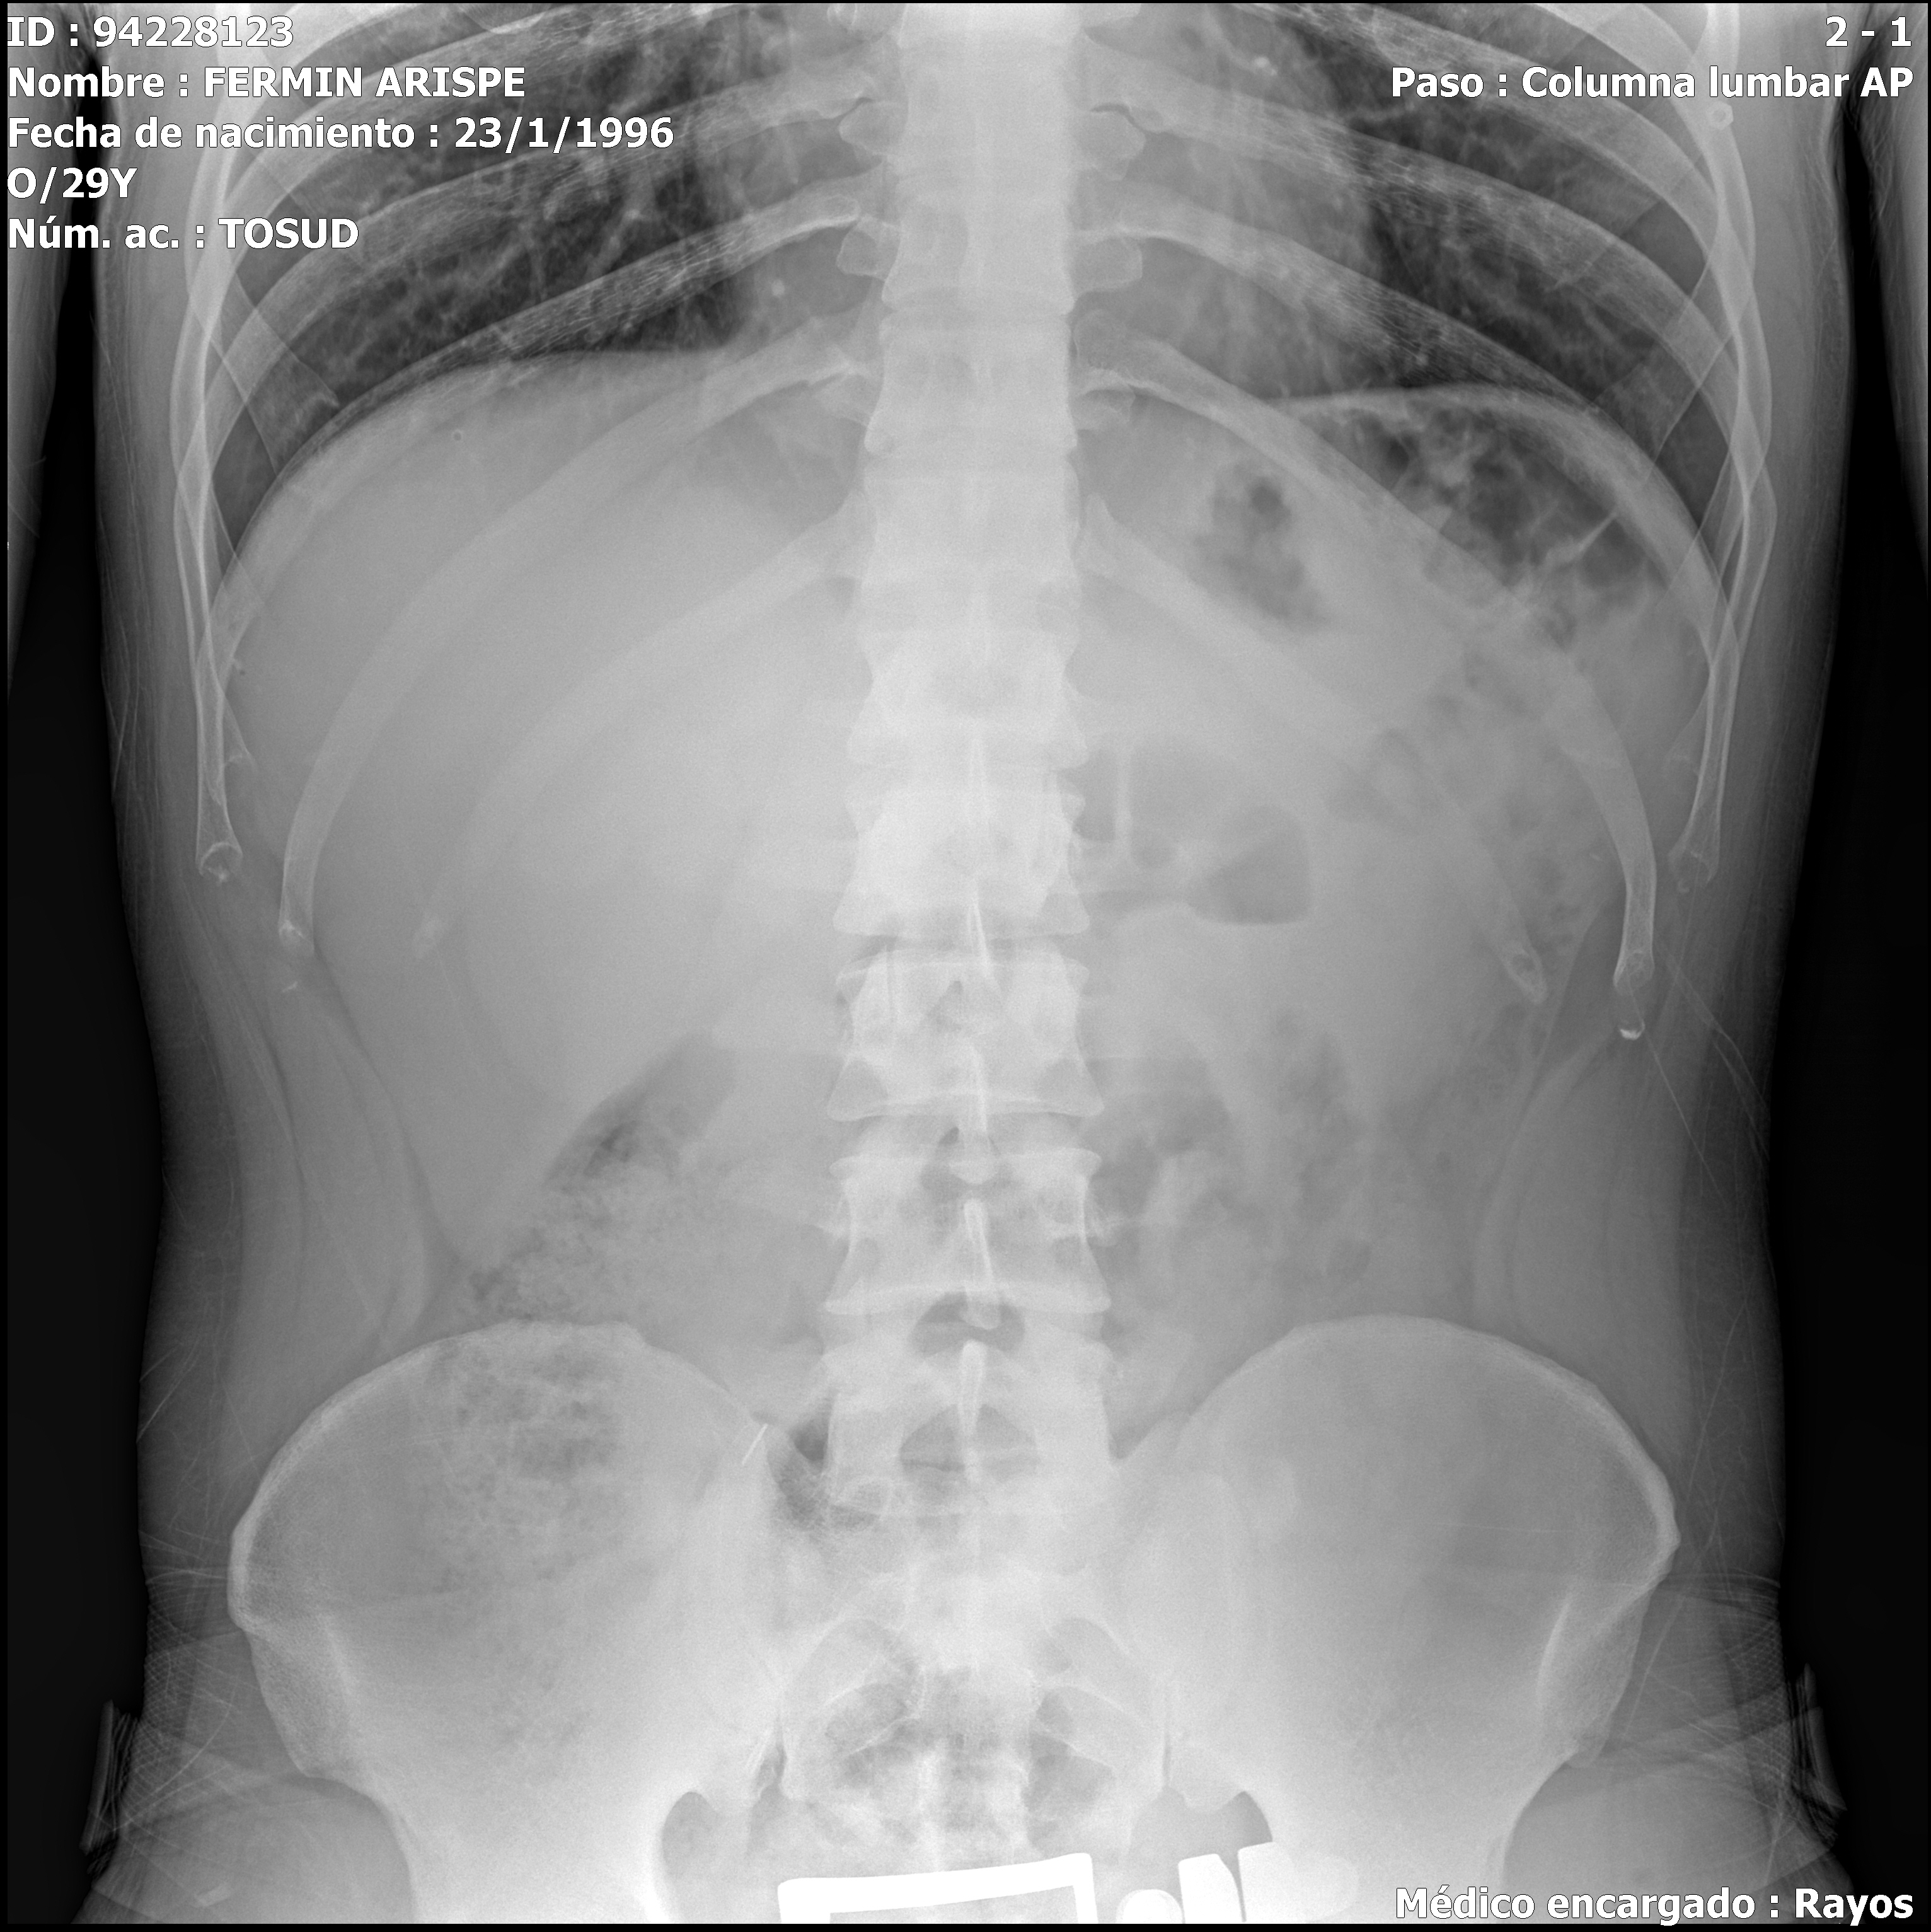 ID : 94228123
Nombre : FERMIN ARISPE
Fecha de nacimiento : 23/1/1996
O/29Y
Núm. ac. : TOSUD
2 - 1
Paso : Columna lumbar AP
Médico encargado : Rayos